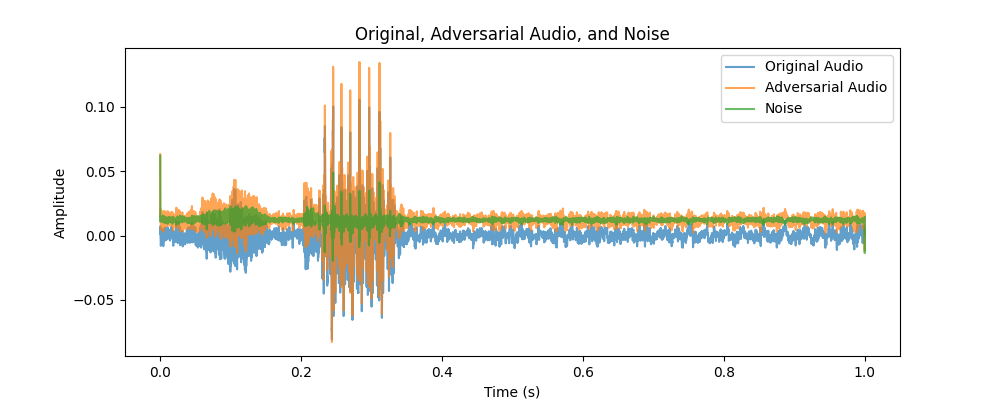 Original, Adversarial Audio, and Noise
Original Audio
Adversarial Audio
Noise
Amplitude
0.10
0.05
0.00
−0.05
0.0
0.2
0.4
0.6
0.8
1.0
Time (s)